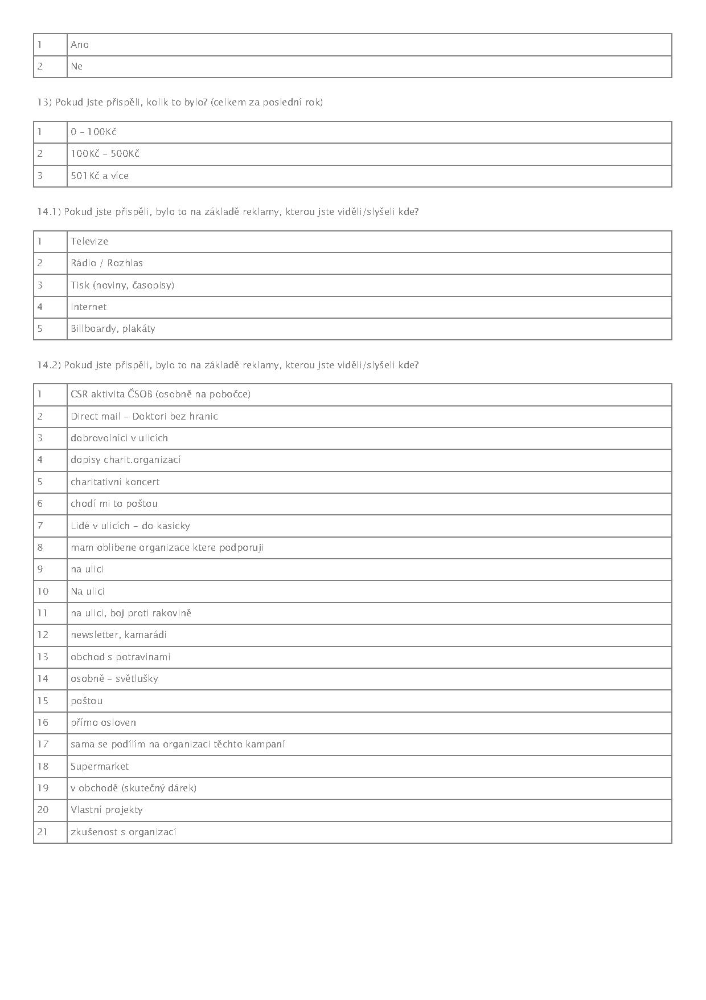 1 Ano
2 Ne
13) Pokud jste přispěli, kolik to bylo? (celkem za poslední rok)
1 0 – 100Kč
2 100Kč – 500Kč
3 501Kč a více
14.1) Pokud jste přispěli, bylo to na základě reklamy, kterou jste viděli/slyšeli kde?
1 Televize
2 Rádio / Rozhlas
3 Tisk (noviny, časopisy)
4 Internet
5 Billboardy, plakáty
14.2) Pokud jste přispěli, bylo to na základě reklamy, kterou jste viděli/slyšeli kde?
1 CSR aktivita ČSOB (osobně na pobočce)
2 Direct mail – Doktori bez hranic
3 dobrovolníci v ulicích
4 dopisy charit.organizací
5 charitativní koncert
6 chodí mi to poštou
7 Lidé v ulicích – do kasicky
8 mam oblibene organizace ktere podporuji
9 na ulici
10 Na ulici
11 na ulici, boj proti rakovině
12 newsletter, kamarádi
13 obchod s potravinami
14 osobně – světlušky
15 poštou
16 přímo osloven
17 sama se podílím na organizaci těchto kampaní
18 Supermarket
19 v obchodě (skutečný dárek)
20 Vlastní projekty
21 zkušenost s organizací